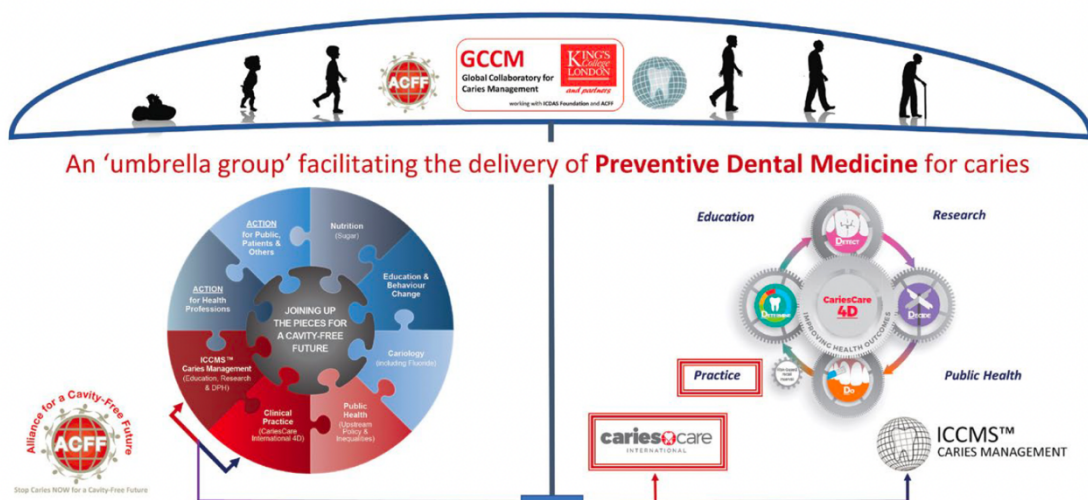 ACFF
GCCM
Global Collaboratory for
Caries Management
KING'S
College
LONDON
and partners
working with ICDAS Foundation and ACFF
An ‘umbrella group’ facilitating the delivery of Preventive Dental Medicine for caries
ACTION
for Public,
Patients &
Others
Nutrition
(Sugar)
Education &
Behaviour
Change
Cariology
(including Fluoride)
Public
Health
(Upstream
Policy &
Inequalities)
Clinical
Practice
(CariesCare
International 4D)
ICCMS™
Caries Management
(Education, Research
& DPH)
ACTION
for Health
Professions
JOINING UP
THE PIECES FOR
A CAVITY-FREE
FUTURE
Alliance for a Cavity-Free Future
ACFF
Stop Caries NOW for a Cavity-Free Future
Education
Research
DETECT
DETERMINE
CariesCare
4D
IMPROVING HEALTH OUTCOMES
DECIDE
DO
Practice
Public Health
caries care
INTERNATIONAL
ICCMS™
CARIES MANAGEMENT